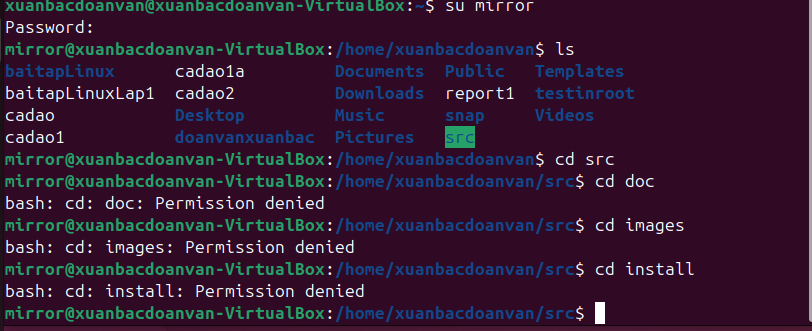 xuanbacdoanvan@xuanbacdoanvan-VirtualBox:~$ su mirror
Password:
mirror@xuanbacdoanvan-VirtualBox:/home/xuanbacdoanvan$ ls
baitapLinux cadao1a Documents Public Templates
baitapLinuxLap1 cadao2 Downloads report1 testinroot
cadao Desktop Music snap Videos
cadao1 doanvanxuanbac Pictures src
mirror@xuanbacdoanvan-VirtualBox:/home/xuanbacdoanvan$ cd src
mirror@xuanbacdoanvan-VirtualBox:/home/xuanbacdoanvan/src$ cd doc
bash: cd: doc: Permission denied
mirror@xuanbacdoanvan-VirtualBox:/home/xuanbacdoanvan/src$ cd images
bash: cd: images: Permission denied
mirror@xuanbacdoanvan-VirtualBox:/home/xuanbacdoanvan/src$ cd install
bash: cd: install: Permission denied
mirror@xuanbacdoanvan-VirtualBox:/home/xuanbacdoanvan/src$